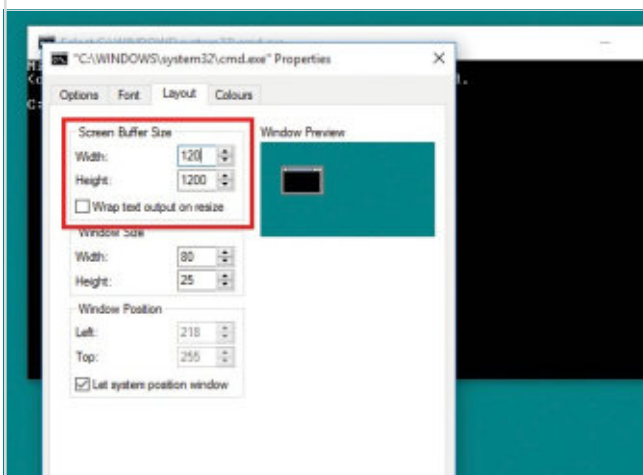 "C:\WINDOWS\system32\cmd.exe" Properties
Options Font Layout Colours
Screen Buffer Size
Width: 120
Height: 1200
Wrap text output on resize
Window Preview
Window Size
Width: 80
Height: 25
Window Position
Left: 218
Top: 255
Let system position window